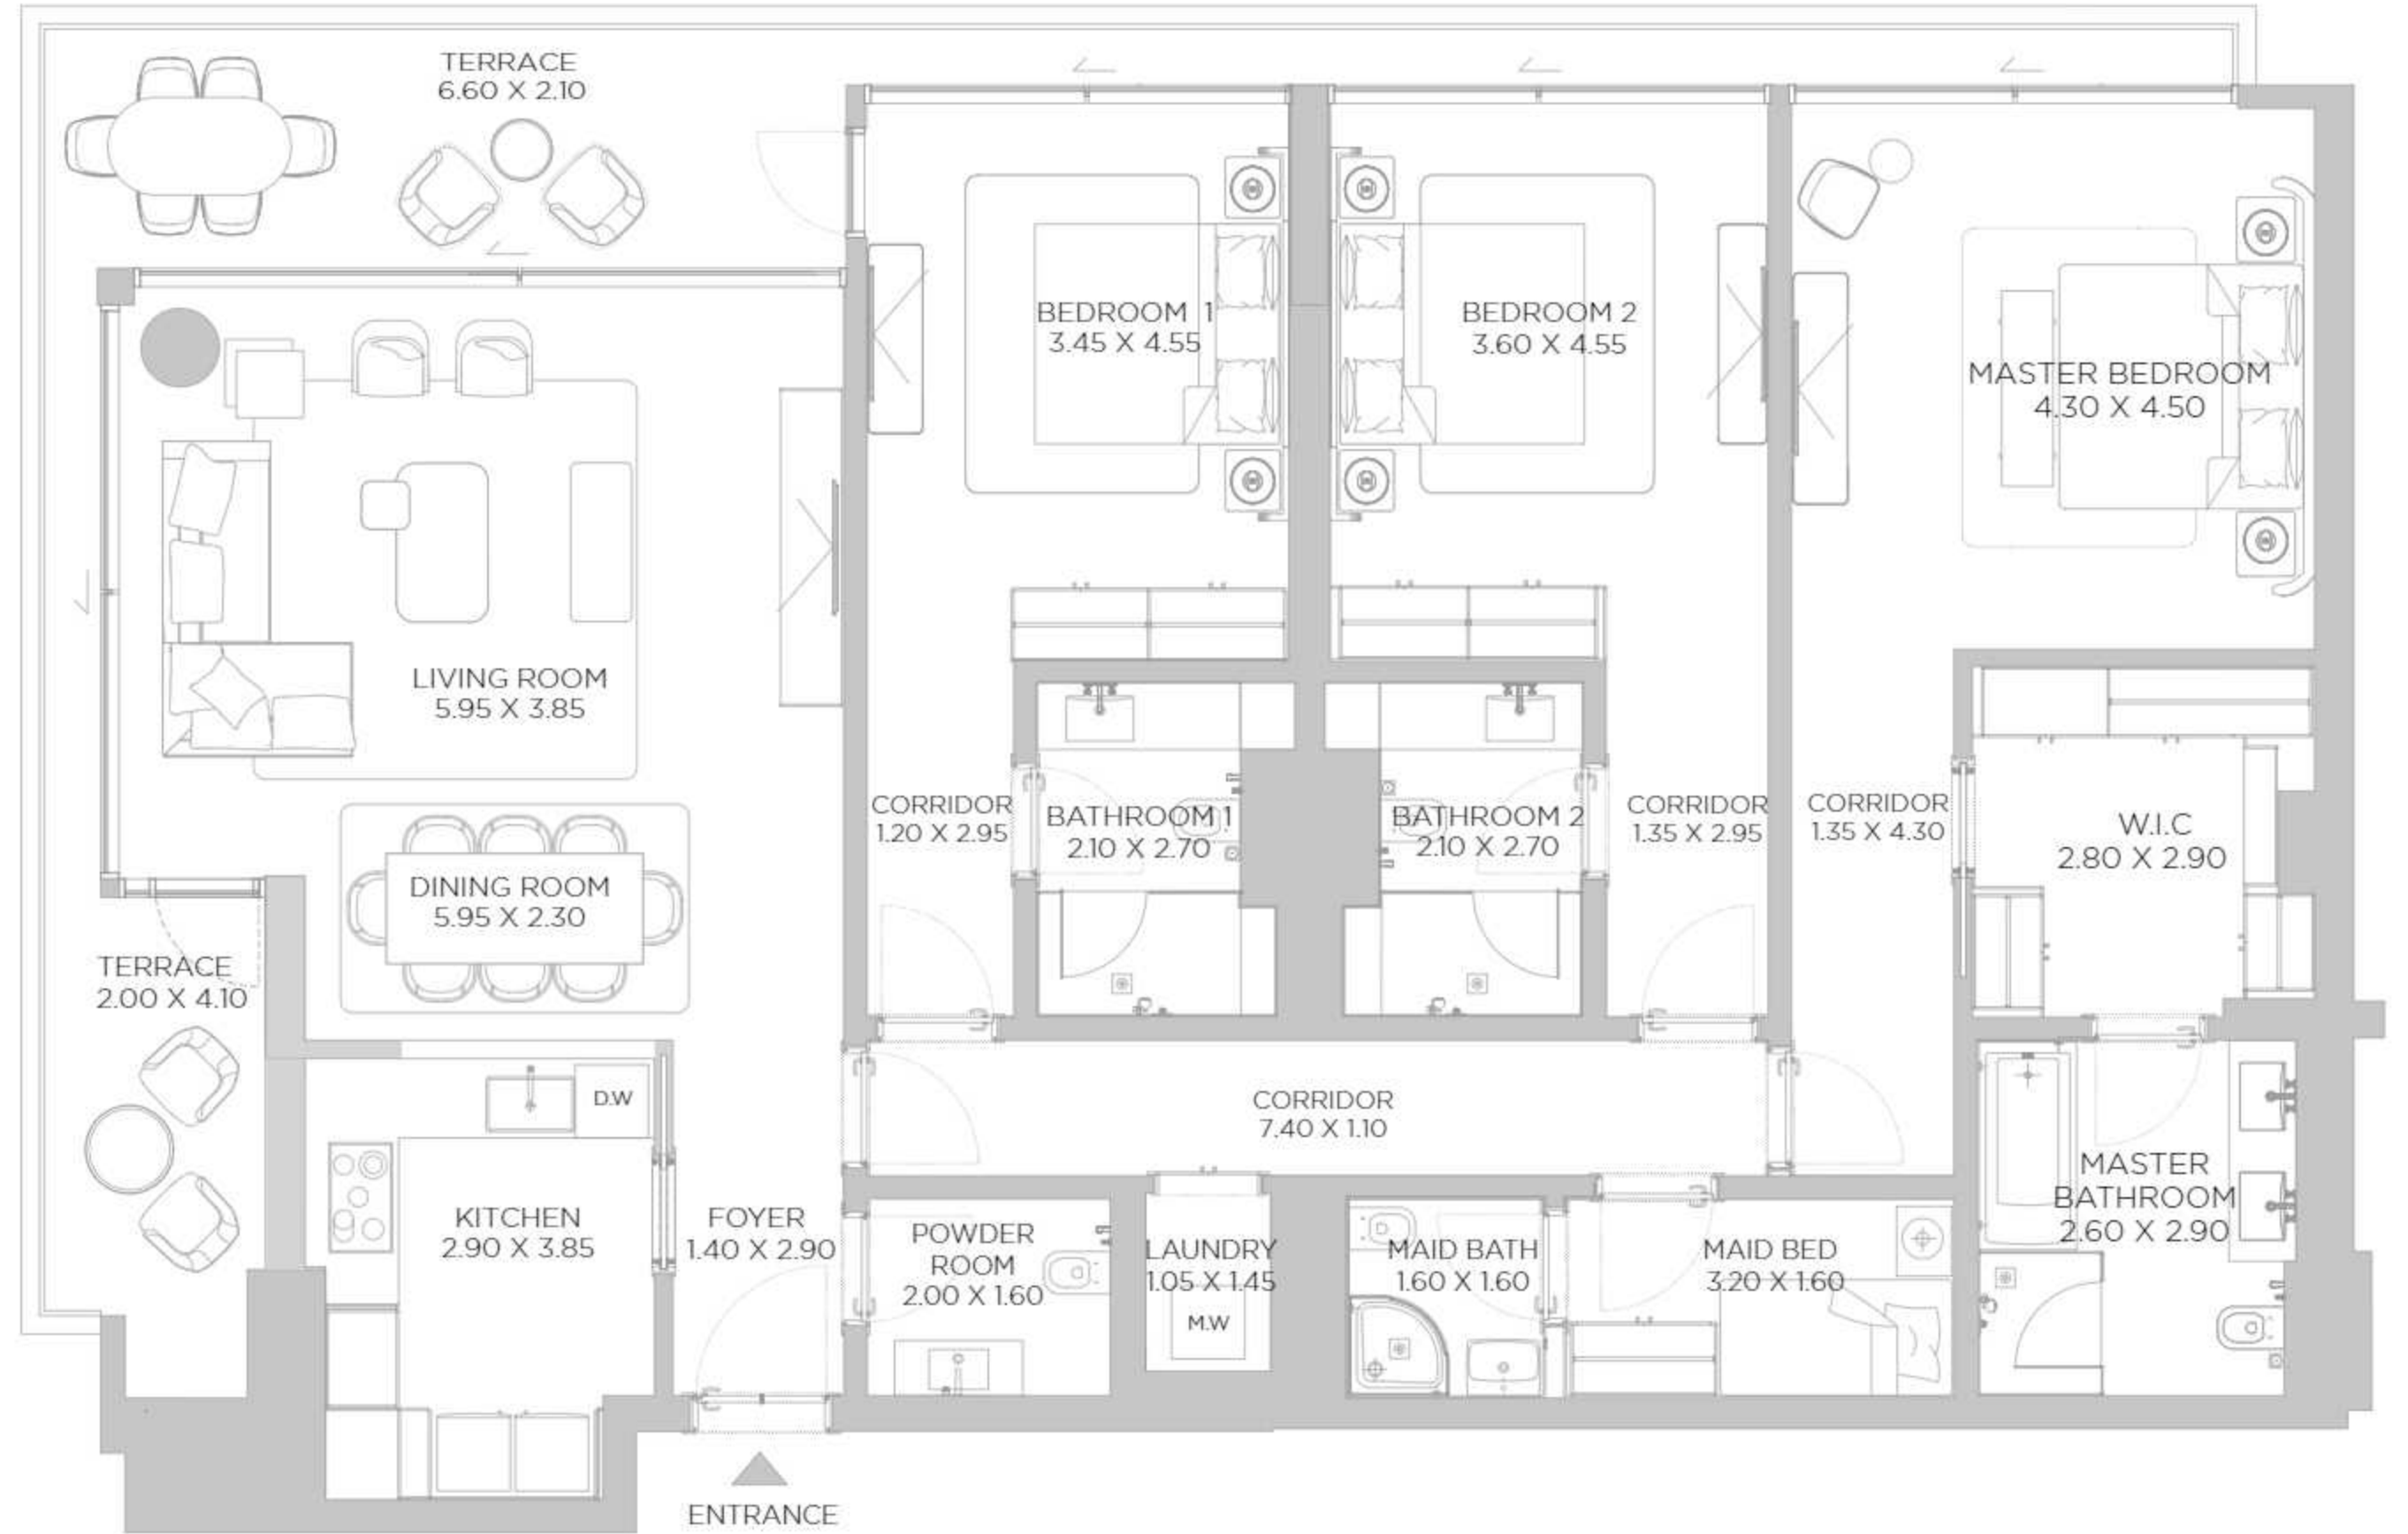 TERRACE
6.60 X 2.10
BEDROOM 1
3.45 X 4.55
BEDROOM 2
3.60 X 4.55
MASTER BEDROOM
4.30 X 4.50
LIVING ROOM
5.95 X 3.85
CORRIDOR
1.20 X 2.95
BATHROOM 1
2.10 X 2.70
BATHROOM 2
2.10 X 2.70
CORRIDOR
1.35 X 2.95
CORRIDOR
1.35 X 4.30
W.I.C
2.80 X 2.90
DINING ROOM
5.95 X 2.30
TERRACE
2.00 X 4.10
D.W
CORRIDOR
7.40 X 1.10
KITCHEN
2.90 X 3.85
FOYER
1.40 X 2.90
POWDER
ROOM
2.00 X 1.60
LAUNDRY
1.05 X 1.45
M.W
MAID BATH
1.60 X 1.60
MAID BED
3.20 X 1.60
MASTER
BATHROOM
2.60 X 2.90
ENTRANCE